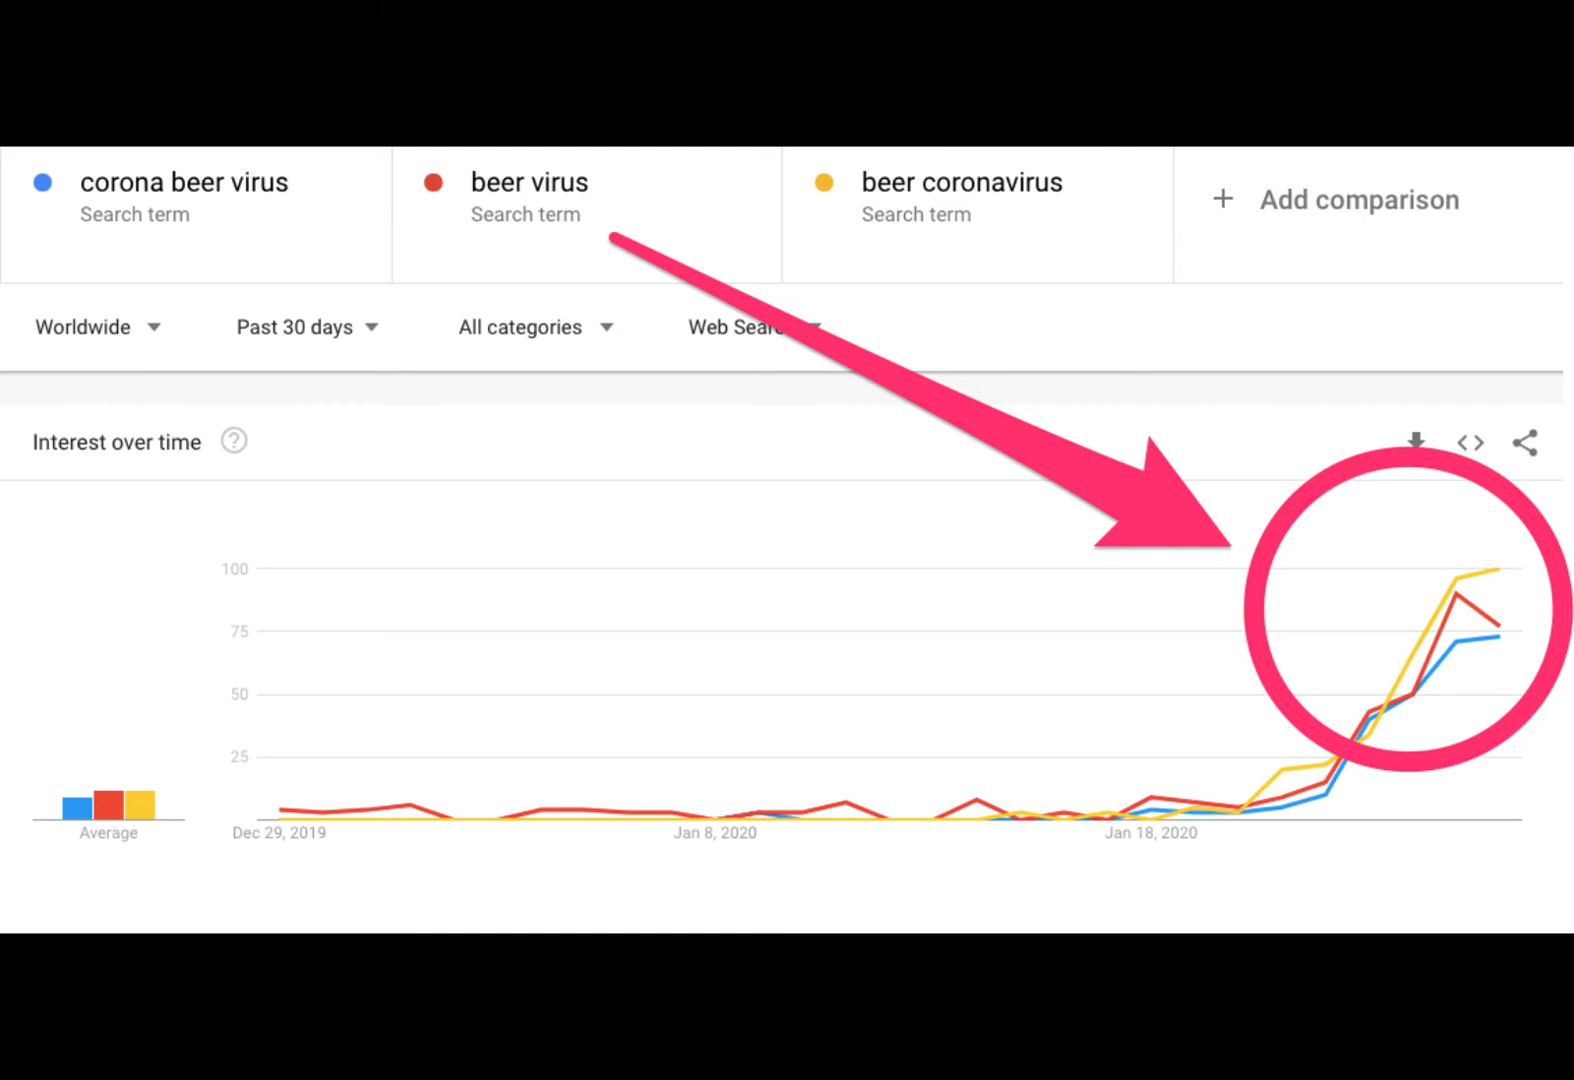 corona beer virus
Search term
beer virus
Search term
beer coronavirus
Search term
+ Add comparison
Worldwide
Past 30 days
All categories
Web
Interest over time ?
100
75
50
25
Average
Dec 29, 2019
Jan 8, 2020
Jan 18, 2020